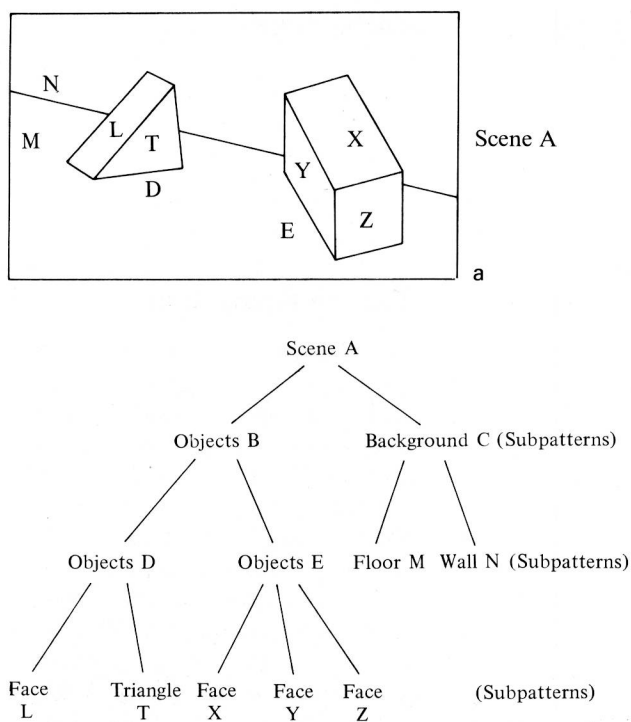 N
L
X
M
T
Scene A
Y
D
Z
E
a
Scene A
Objects B Background C (Subpatterns)
Objects D Objects E Floor M Wall N (Subpatterns)
Face Triangle Face Face Face (Subpatterns)
L T X Y Z